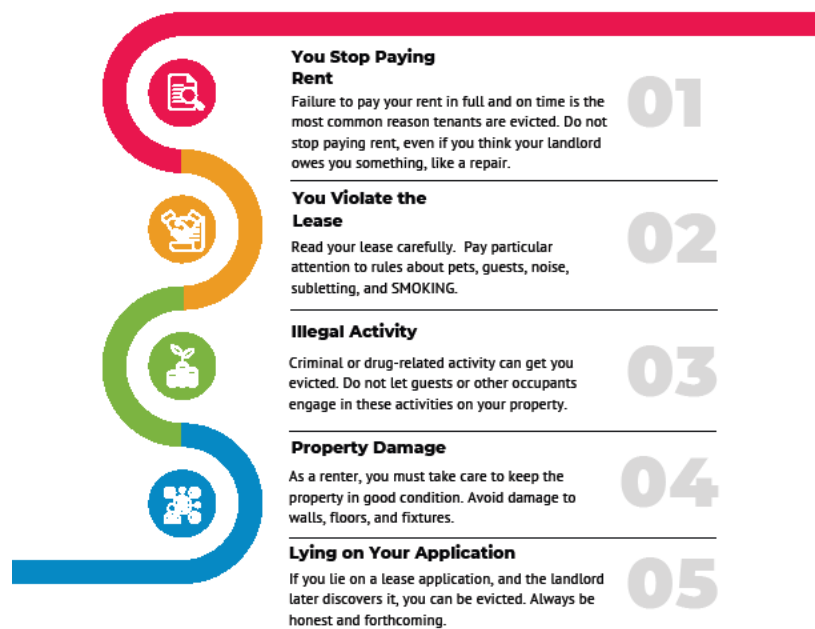 You Stop Paying
Rent
01
Failure to pay your rent in full and on time is the
most common reason tenants are evicted. Do not
stop paying rent, even if you think your landlord
owes you something, like a repair.
You Violate the
Lease
02
Read your lease carefully.  Pay particular
attention to rules about pets, guests, noise,
subletting, and SMOKING.
Illegal Activity
03
Criminal or drug-related activity can get you
evicted. Do not let guests or other occupants
engage in these activities on your property.
Property Damage
04
As a renter, you must take care to keep the
property in good condition. Avoid damage to
walls, floors, and fixtures.
Lying on Your Application
05
If you lie on a lease application, and the landlord
later discovers it, you can be evicted. Always be
honest and forthcoming.